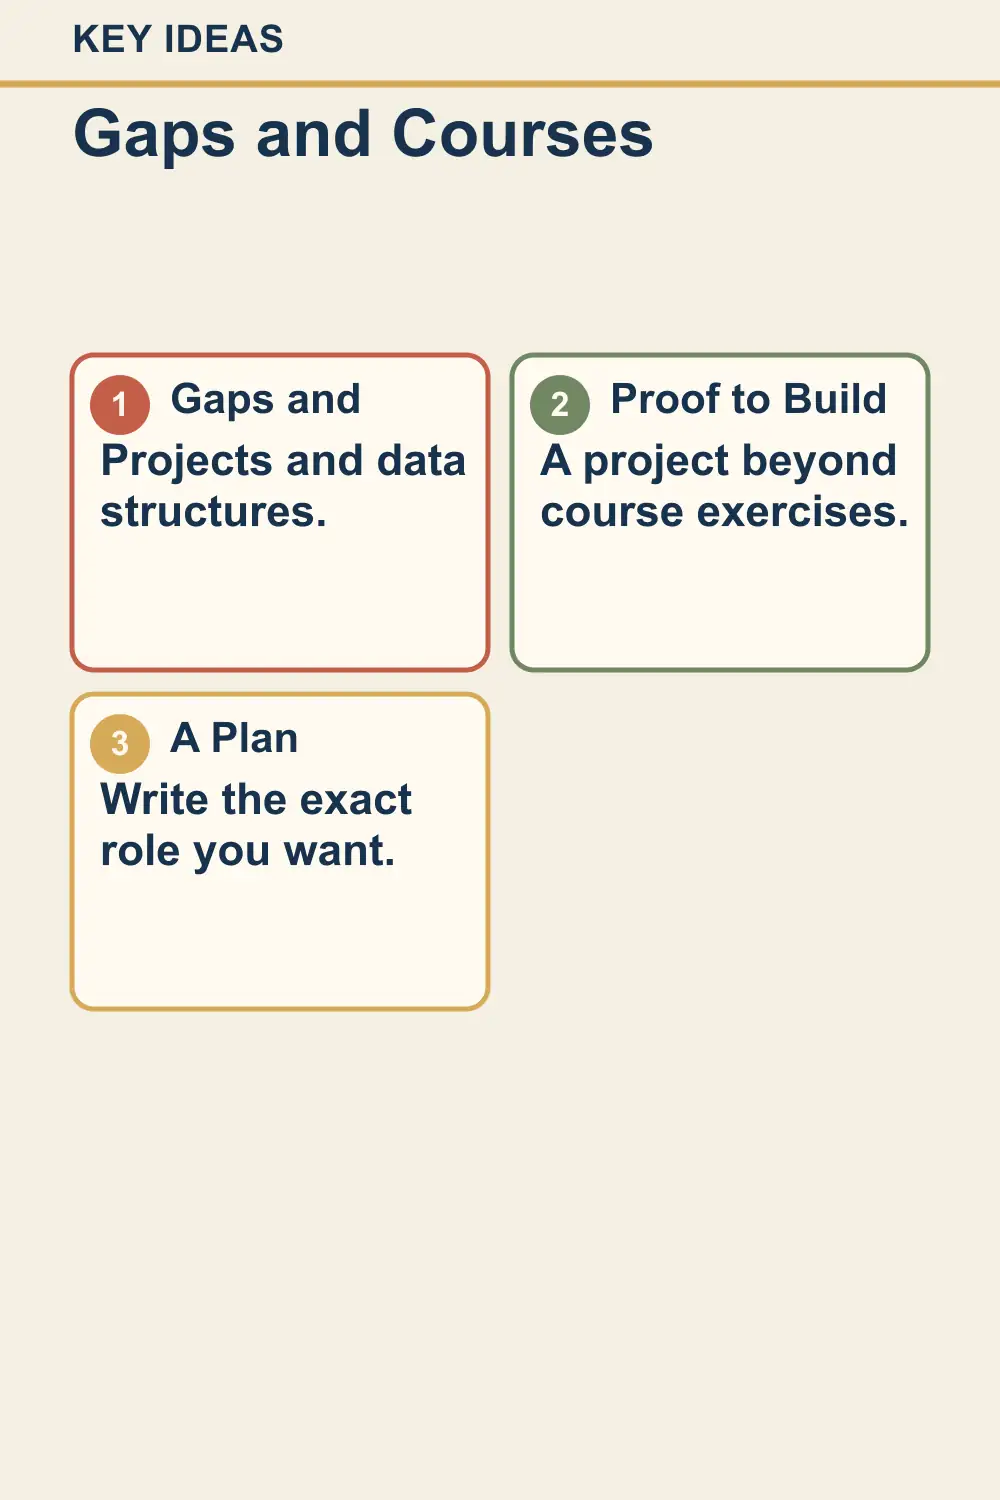 KEY IDEAS
Gaps and Courses
1 Gaps and
Projects and data
structures.
2 Proof to Build
A project beyond
course exercises.
3 A Plan
Write the exact
role you want.